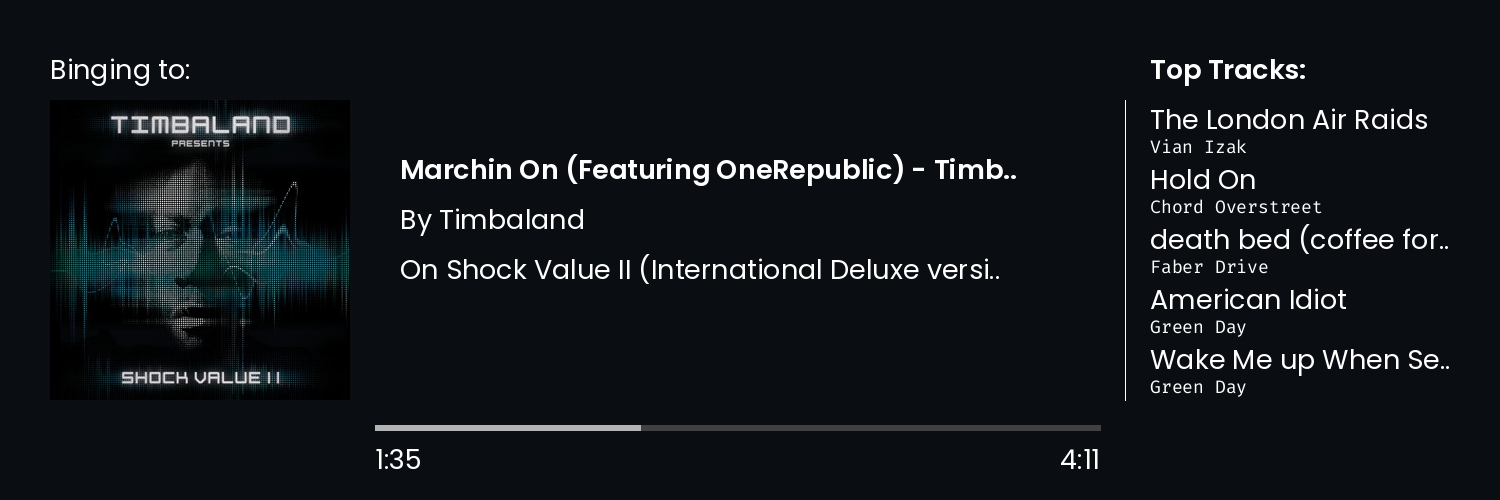 Binging to:
TIMBALAND
PRESENTS
SHOCK VALUE II
Marchin On (Featuring OneRepublic) - Timb..
By Timbaland
On Shock Value II (International Deluxe versi..
1:35
4:11
Top Tracks:
The London Air Raids
Vian Izak
Hold On
Chord Overstreet
death bed (coffee for..
Faber Drive
American Idiot
Green Day
Wake Me up When Se..
Green Day